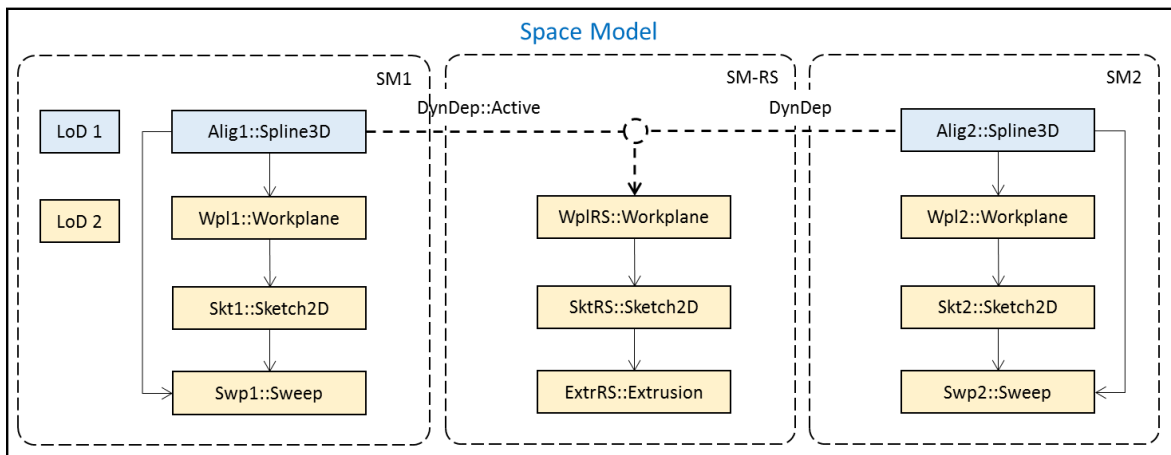 Space Model
SM1
SM-RS
SM2
DynDep::Active
DynDep
LoD 1
Alig1::Spline3D
Alig2::Spline3D
LoD 2
Wpl1::Workplane
WplRS::Workplane
Wpl2::Workplane
Skt1::Sketch2D
SktRS::Sketch2D
Skt2::Sketch2D
Swp1::Sweep
ExtrRS::Extrusion
Swp2::Sweep